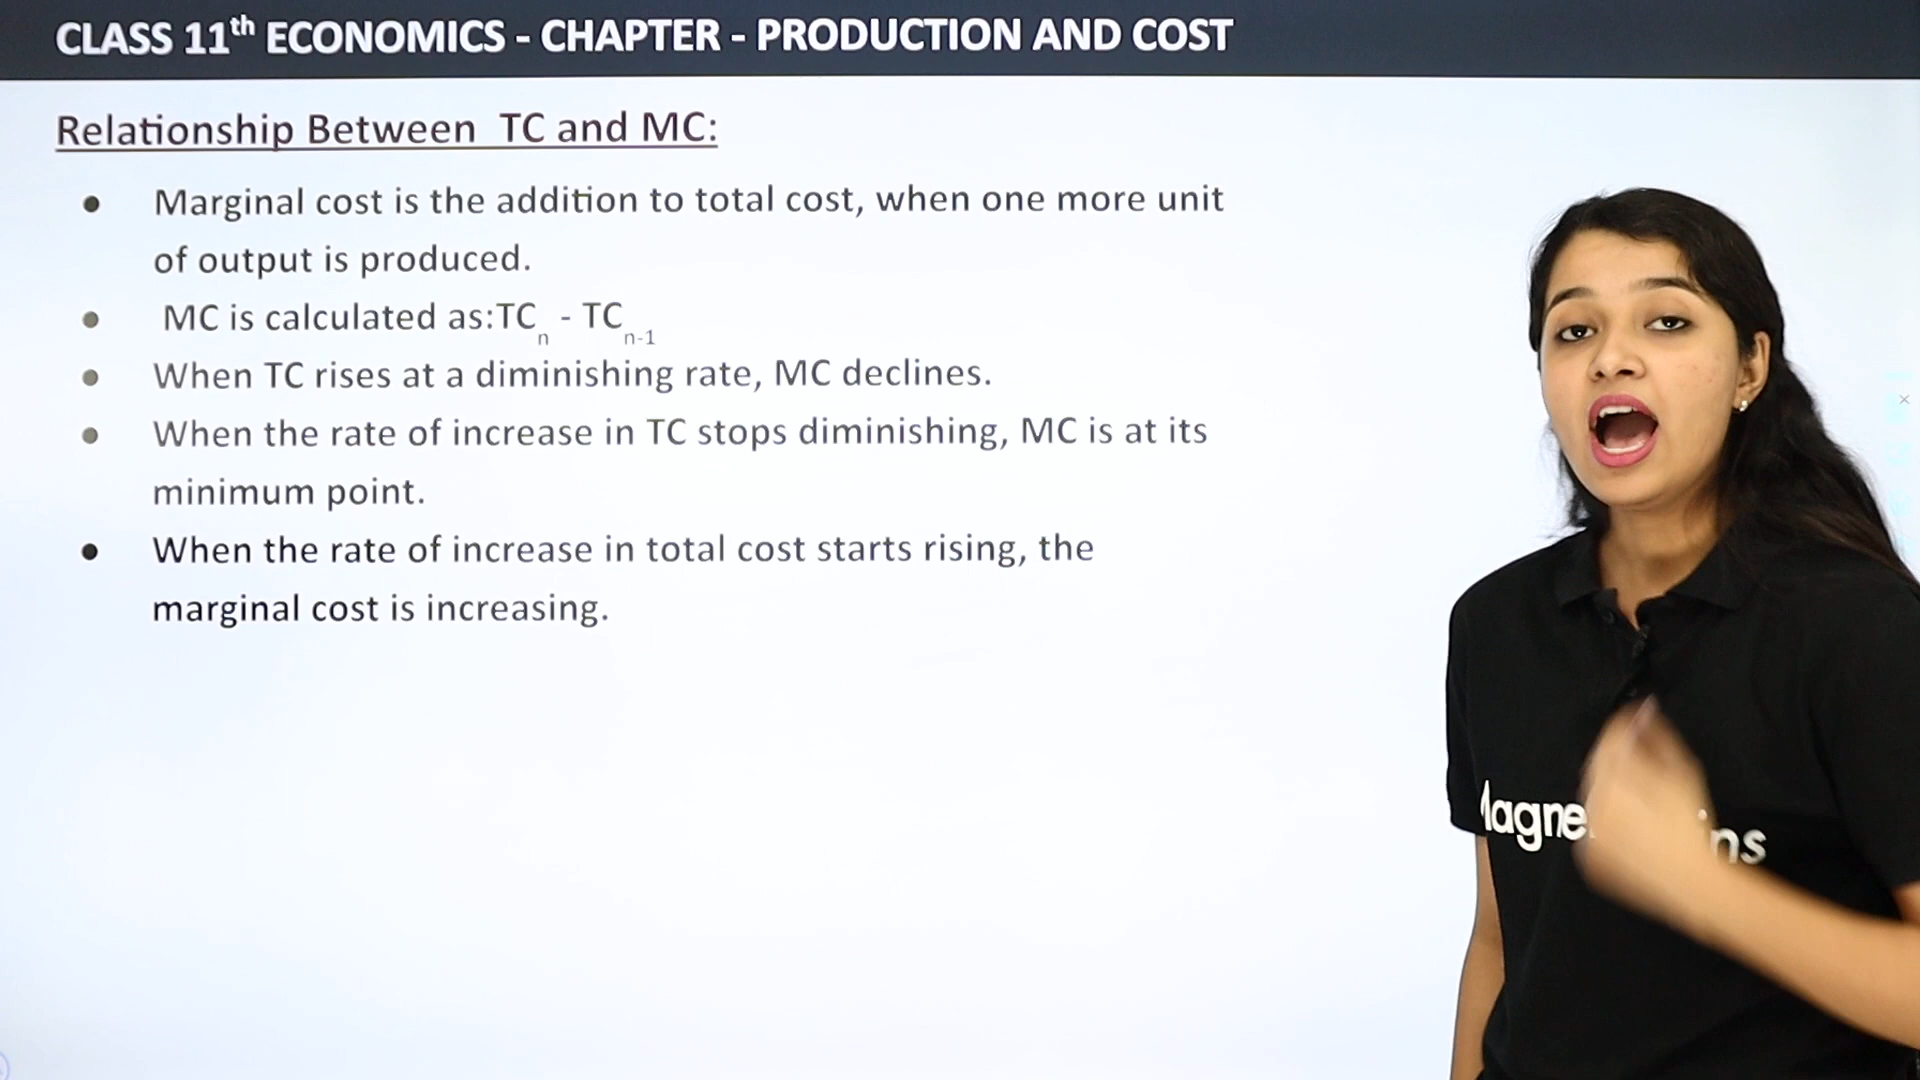 CLASS 11th ECONOMICS - CHAPTER - PRODUCTION AND COST
Relationship Between TC and MC:
● Marginal cost is the addition to total cost, when one more unit
of output is produced.
● MC is calculated as:TCn - TCn-1
● When TC rises at a diminishing rate, MC declines.
● When the rate of increase in TC stops diminishing, MC is at its
minimum point.
● When the rate of increase in total cost starts rising, the
marginal cost is increasing.